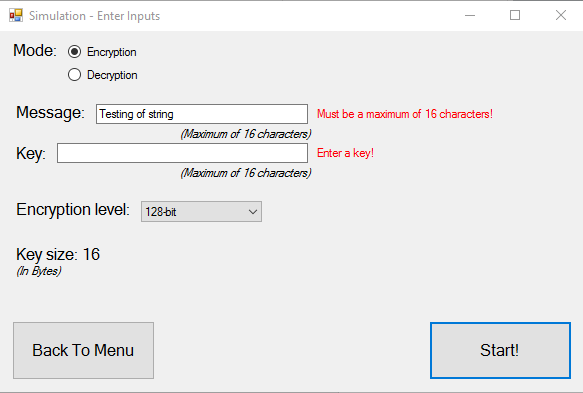 Simulation - Enter Inputs
Mode: Encryption
Decryption
Message: Testing of string Must be a maximum of 16 characters!
(Maximum of 16 characters)
Key: Enter a key!
(Maximum of 16 characters)
Encryption level: 128-bit
Key size: 16
(In Bytes)
Back To Menu Start!